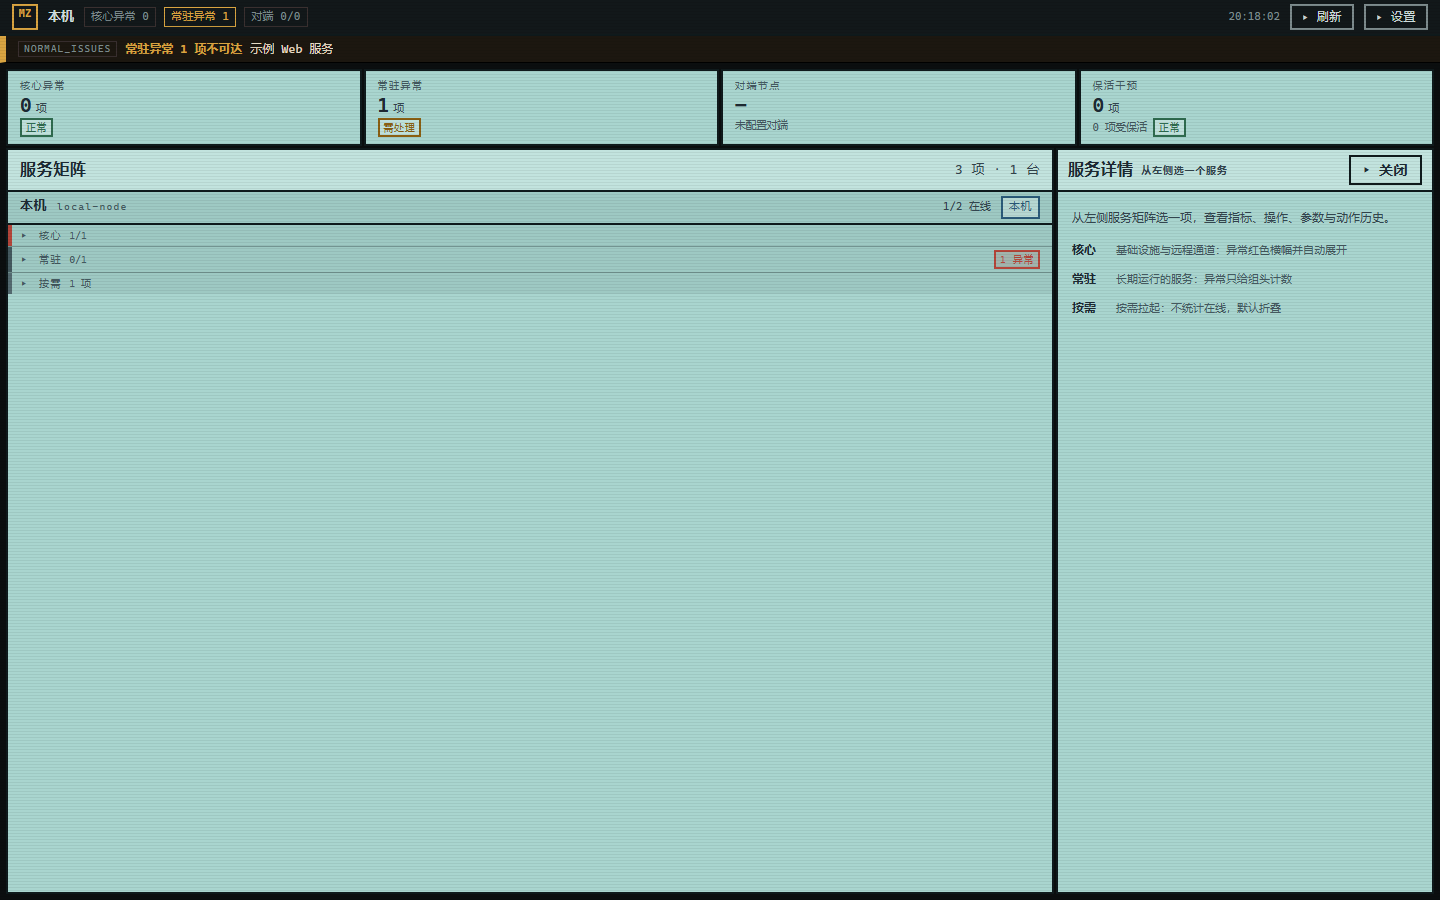 MZ 本机 核心异常 0 常驻异常 1 对端 0/0 20:18:02 ▸ 刷新 ▸ 设置
NORMAL_ISSUES 常驻异常 1 项不可达 示例 Web 服务
核心异常
0 项
正常
常驻异常
1 项
需处理
对端节点
—
未配置对端
保活干预
0 项
0 项受保活 正常
服务矩阵 3 项 · 1 台
本机 local-node 1/2 在线 本机
▸ 核心 1/1
▸ 常驻 0/1 1 异常
▸ 按需 1 项
服务详情 从左侧选一个服务 ▸ 关闭
从左侧服务矩阵选一项，查看指标、操作、参数与动作历史。
核心 基础设施与远程通道：异常红色横幅并自动展开
常驻 长期运行的服务：异常只给组头计数
按需 按需拉起：不统计在线，默认折叠